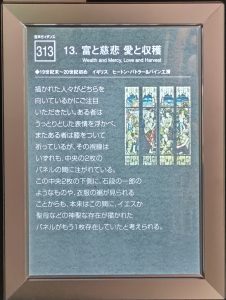 音声ガイダンス
313
13. 富と慈悲 愛と収穫
Wealth and Mercy, Love and Harvest
◆19世紀末~20世紀初め イギリス ヒートン・バトラー&バイン工房
描かれた人々がどちらを
向いているかにご注目
いただきたい。ある者は
うっとりとした表情を浮かべ、
またある者は膝をついて
祈っているが、その視線は
いずれも、中央の2枚の
パネルの間に注がれている。
この中央2枚の下側に、石段の一部の
ようなものや、衣服の裾が見られる
ことからも、本来はこの間に、イエスか
聖母などの神聖な存在が描かれた
パネルがもう1枚存在していたと考えられる。